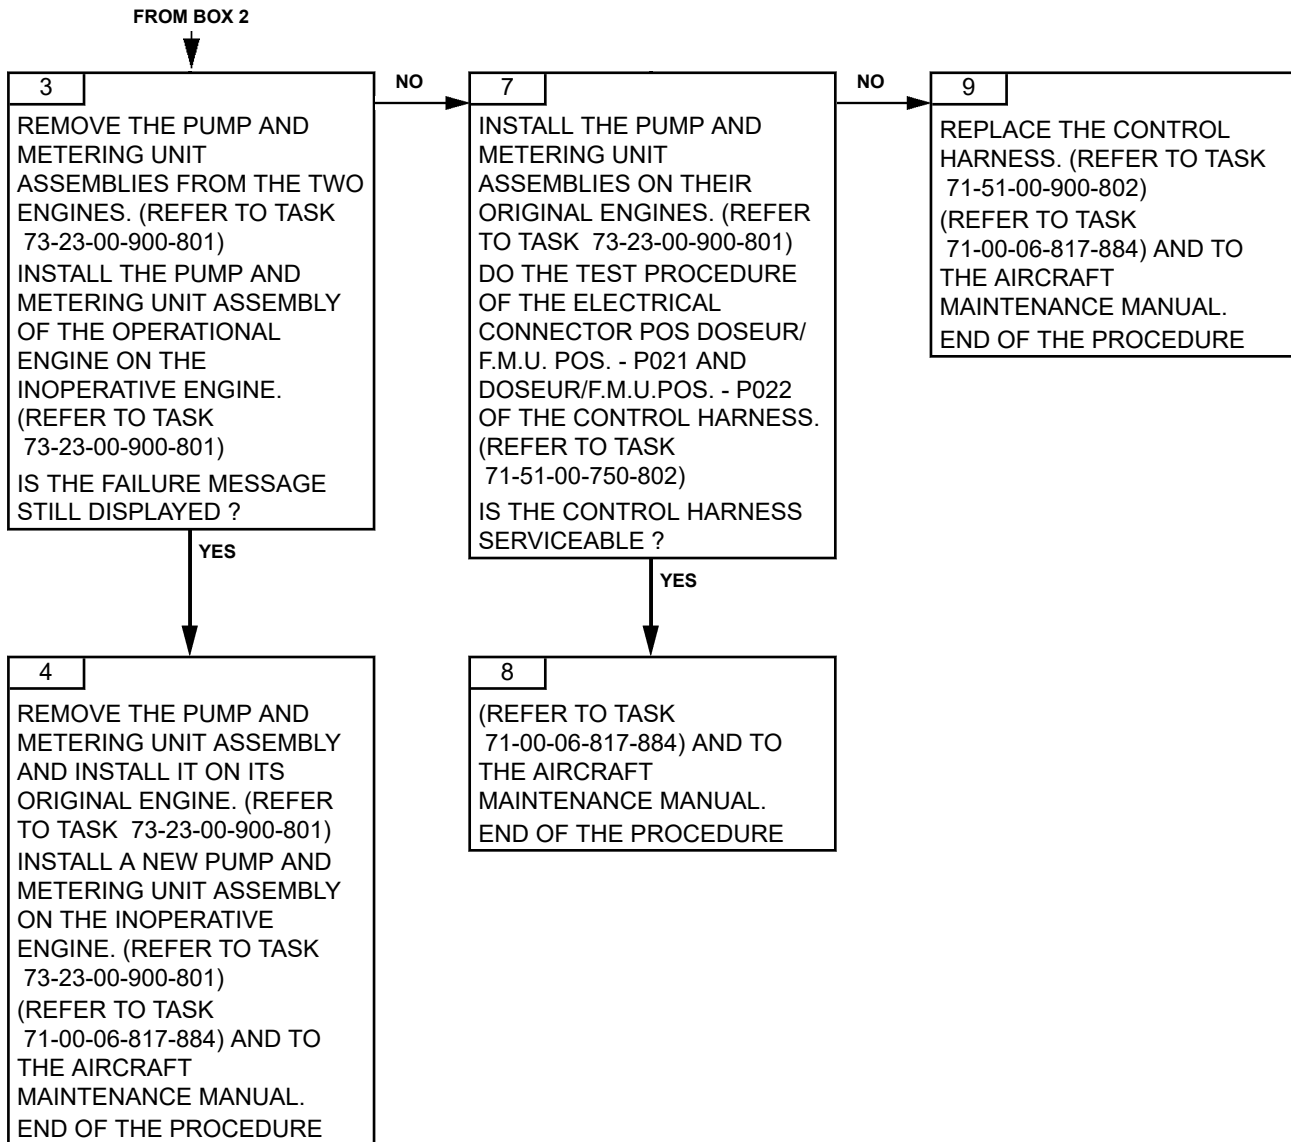 FROM BOX 2
3
REMOVE THE PUMP AND
METERING UNIT
ASSEMBLIES FROM THE TWO
ENGINES. (REFER TO TASK
73-23-00-900-801)
INSTALL THE PUMP AND
METERING UNIT ASSEMBLY
OF THE OPERATIONAL
ENGINE ON THE
INOPERATIVE ENGINE.
(REFER TO TASK
73-23-00-900-801)
IS THE FAILURE MESSAGE
STILL DISPLAYED ?
NO
YES
7
INSTALL THE PUMP AND
METERING UNIT
ASSEMBLIES ON THEIR
ORIGINAL ENGINES. (REFER
TO TASK 73-23-00-900-801)
DO THE TEST PROCEDURE
OF THE ELECTRICAL
CONNECTOR POS DOSEUR/
F.M.U. POS. - P021 AND
DOSEUR/F.M.U.POS. - P022
OF THE CONTROL HARNESS.
(REFER TO TASK
71-51-00-750-802)
IS THE CONTROL HARNESS
SERVICEABLE ?
NO
YES
9
REPLACE THE CONTROL
HARNESS. (REFER TO TASK
71-51-00-900-802)
(REFER TO TASK
71-00-06-817-884) AND TO
THE AIRCRAFT
MAINTENANCE MANUAL.
END OF THE PROCEDURE
4
REMOVE THE PUMP AND
METERING UNIT ASSEMBLY
AND INSTALL IT ON ITS
ORIGINAL ENGINE. (REFER
TO TASK 73-23-00-900-801)
INSTALL A NEW PUMP AND
METERING UNIT ASSEMBLY
ON THE INOPERATIVE
ENGINE. (REFER TO TASK
73-23-00-900-801)
(REFER TO TASK
71-00-06-817-884) AND TO
THE AIRCRAFT
MAINTENANCE MANUAL.
END OF THE PROCEDURE
8
(REFER TO TASK
71-00-06-817-884) AND TO
THE AIRCRAFT
MAINTENANCE MANUAL.
END OF THE PROCEDURE